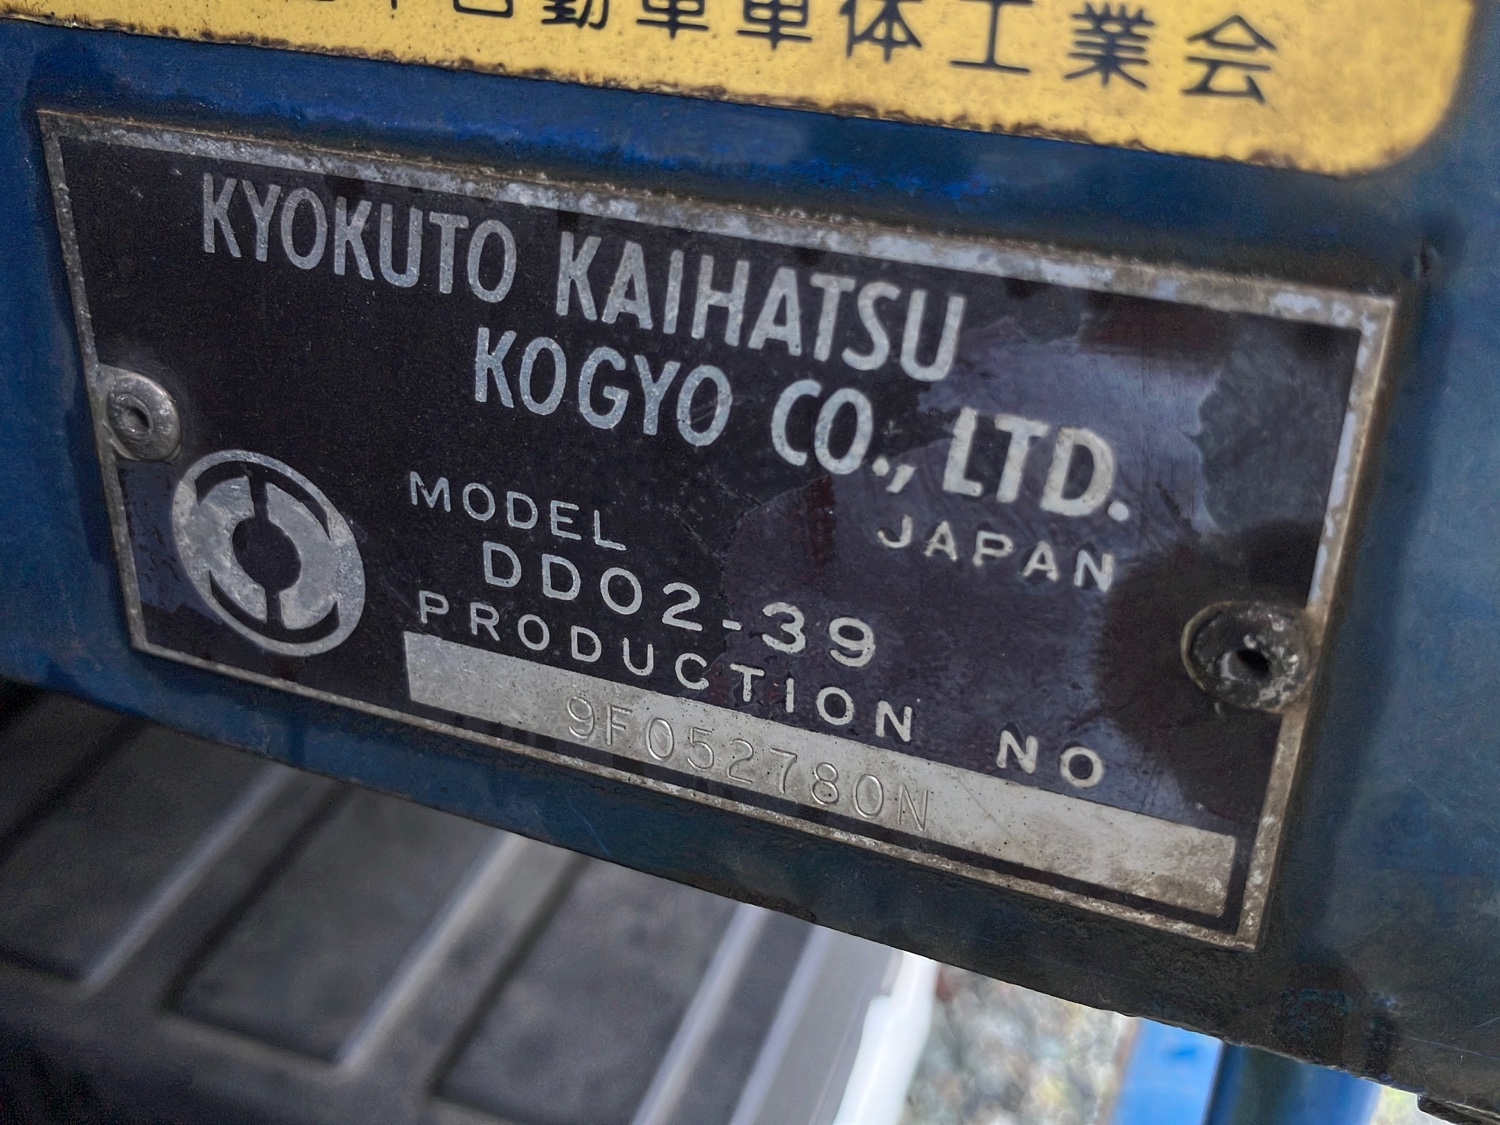 自動車車体工業会
KYOKUTO KAIHATSU
KOGYO CO., LTD.
JAPAN
MODEL
DD02-39
PRODUCTION NO
9F052780N